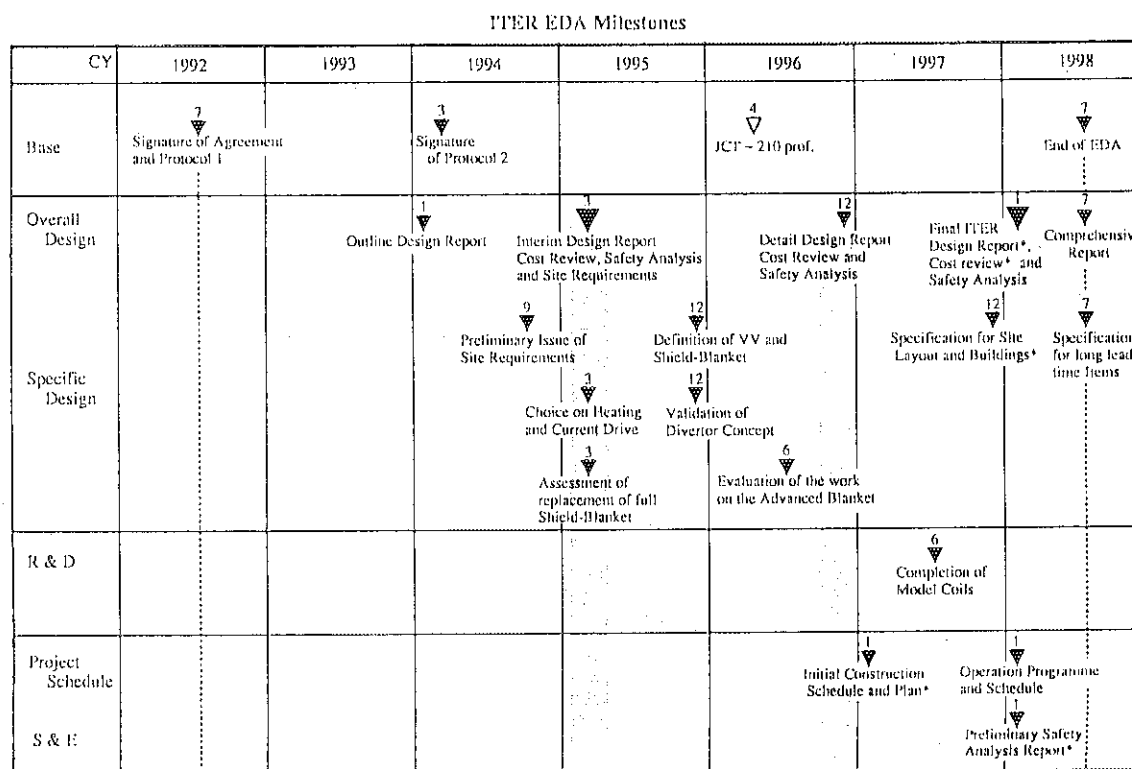 ITER EDA Milestones
CY 1992 1993 1994 1995 1996 1997 1998
Base
7
Signature of Agreement
and Protocol 1
3
Signature
of Protocol 2
4
JCT ~ 210 prof.
7
End of EDA
Overall
Design
1
Outline Design Report
3
Interim Design Report
Cost Review, Safety Analysis
and Site Requirements
12
Detail Design Report
Cost Review and
Safety Analysis
1
Final ITER
Design Report*,
Cost review* and
Safety Analysis
7
Comprehensiv
Report
Specific
Design
9
Preliminary Issue of
Site Requirements
12
Definition of VV and
Shield-Blanket
12
Specification for Site
Layout and Buildings*
7
Specification
for long lead
time Items
3
Choice on Heating
and Current Drive
12
Validation of
Divertor Concept
3
Assessment of
replacement of full
Shield-Blanket
6
Evaluation of the work
on the Advanced Blanket
R & D
6
Completion of
Model Coils
Project
Schedule
1
Initial Construction
Schedule and Plan*
1
Operation Programme
and Schedule
S & E
1
Preliminary Safety
Analysis Report*